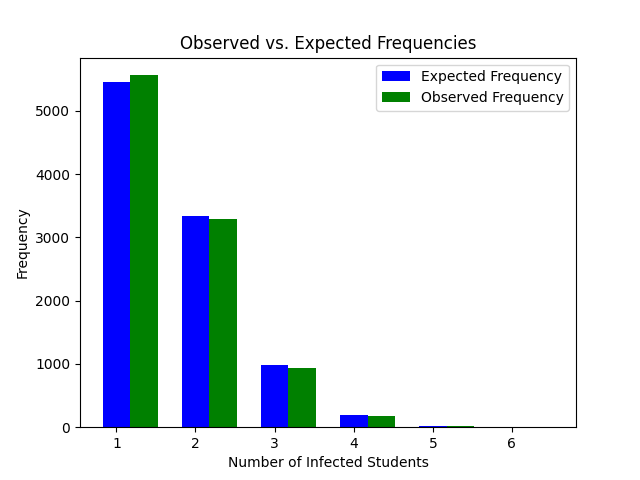 Observed vs. Expected Frequencies
Expected Frequency
Observed Frequency
5000
4000
3000
2000
1000
0
Frequency
1 2 3 4 5 6
Number of Infected Students